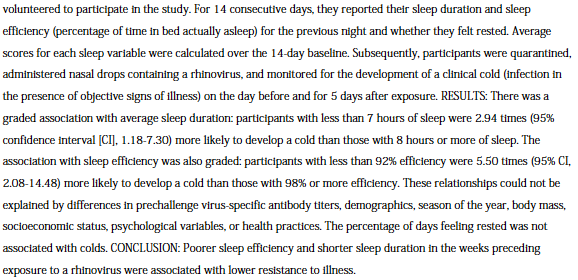 volunteered to participate in the study. For 14 consecutive days, they reported their sleep duration and sleep
efficiency (percentage of time in bed actually asleep) for the previous night and whether they felt rested. Average
scores for each sleep variable were calculated over the 14-day baseline. Subsequently, participants were quarantined,
administered nasal drops containing a rhinovirus, and monitored for the development of a clinical cold (infection in
the presence of objective signs of illness) on the day before and for 5 days after exposure. RESULTS: There was a
graded association with average sleep duration: participants with less than 7 hours of sleep were 2.94 times (95%
confidence interval [CI], 1.18-7.30) more likely to develop a cold than those with 8 hours or more of sleep. The
association with sleep efficiency was also graded: participants with less than 92% efficiency were 5.50 times (95% CI,
2.08-14.48) more likely to develop a cold than those with 98% or more efficiency. These relationships could not be
explained by differences in prechallenge virus-specific antibody titers, demographics, season of the year, body mass,
socioeconomic status, psychological variables, or health practices. The percentage of days feeling rested was not
associated with colds. CONCLUSION: Poorer sleep efficiency and shorter sleep duration in the weeks preceding
exposure to a rhinovirus were associated with lower resistance to illness.